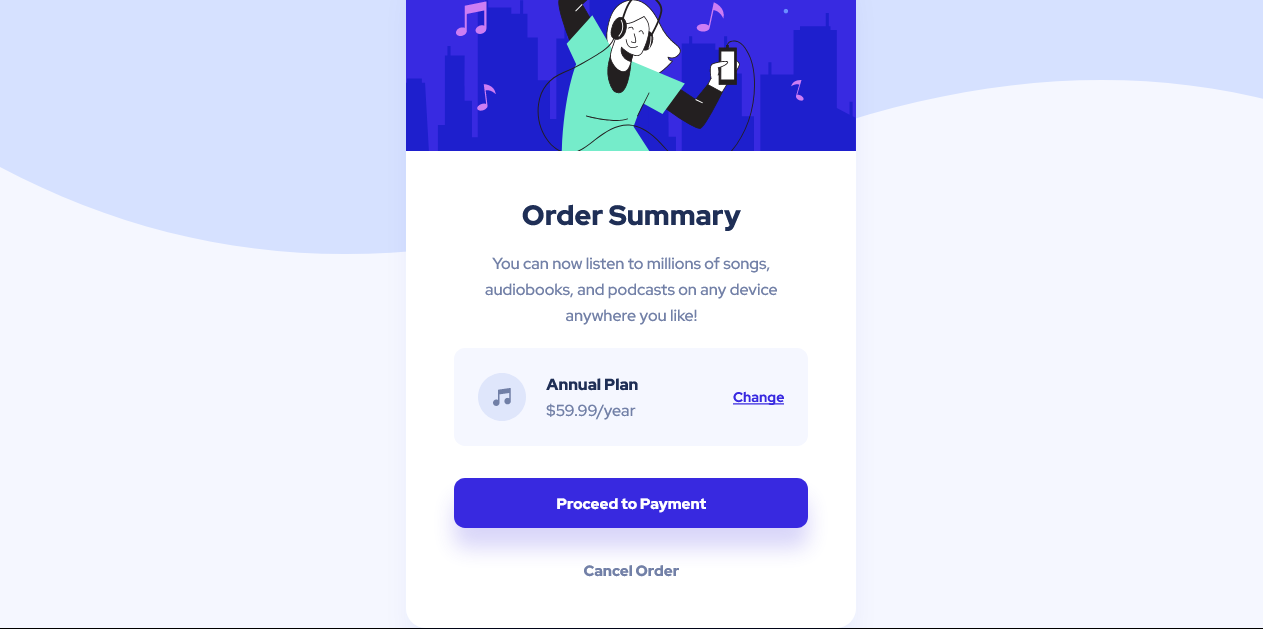 Order Summary
You can now listen to millions of songs,
audiobooks, and podcasts on any device
anywhere you like!
Annual Plan
$59.99/year
Change
Proceed to Payment
Cancel Order